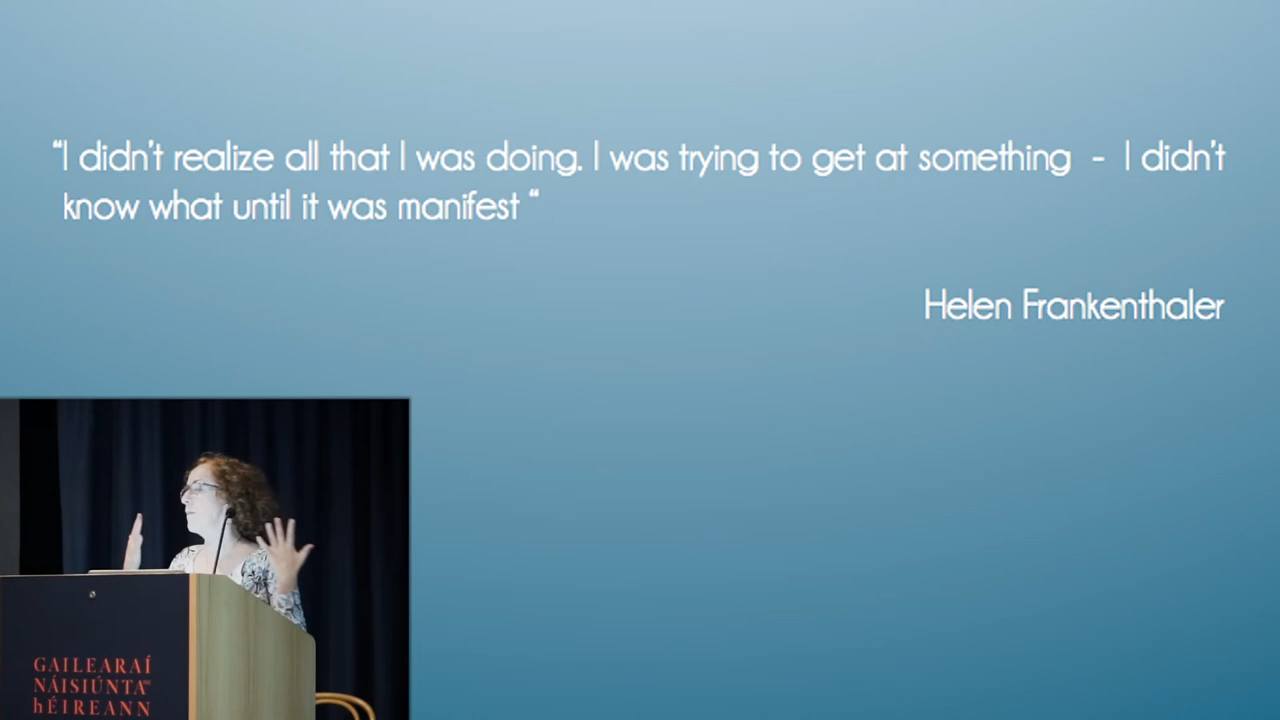 “I didn’t realize all that I was doing. I was trying to get at something - I didn’t
know what until it was manifest “
Helen Frankenthaler
GAILEARAÍ
NÁISIÚNTA
hÉIREANN